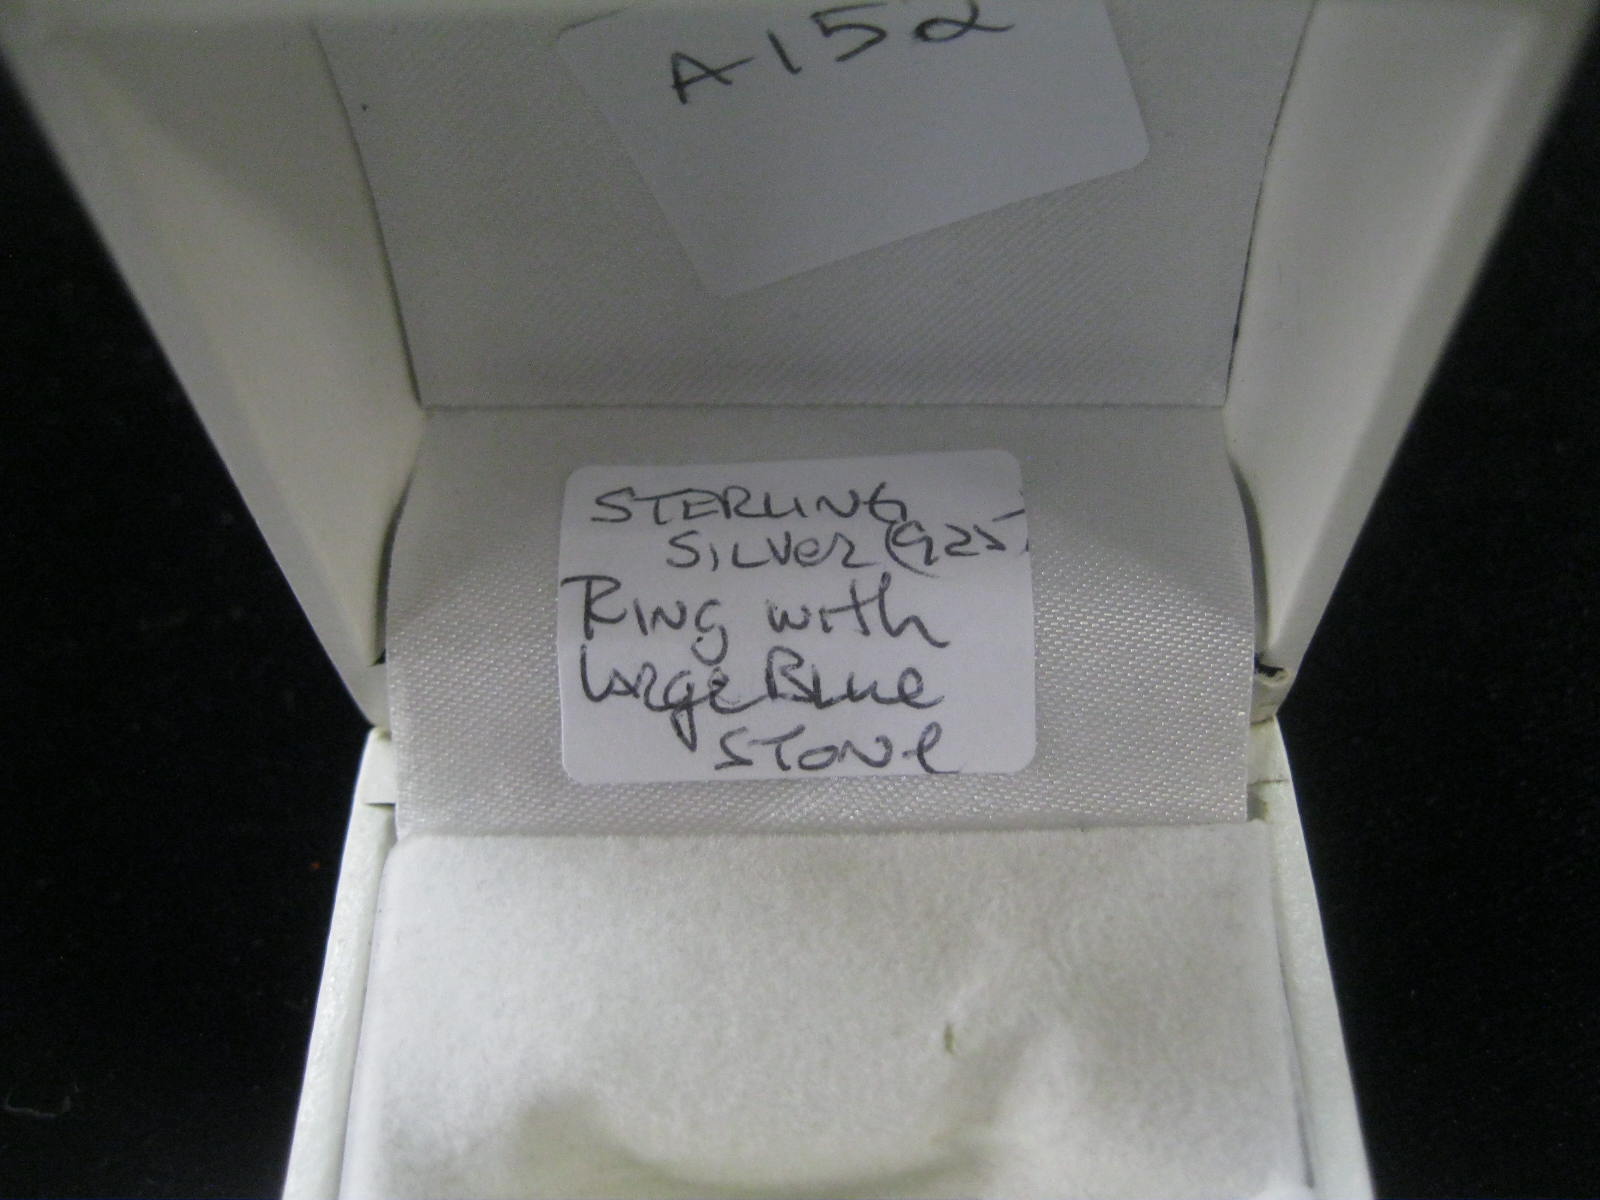 A152
STERLING
SILVER (925)
RING with
Large Blue
STONE